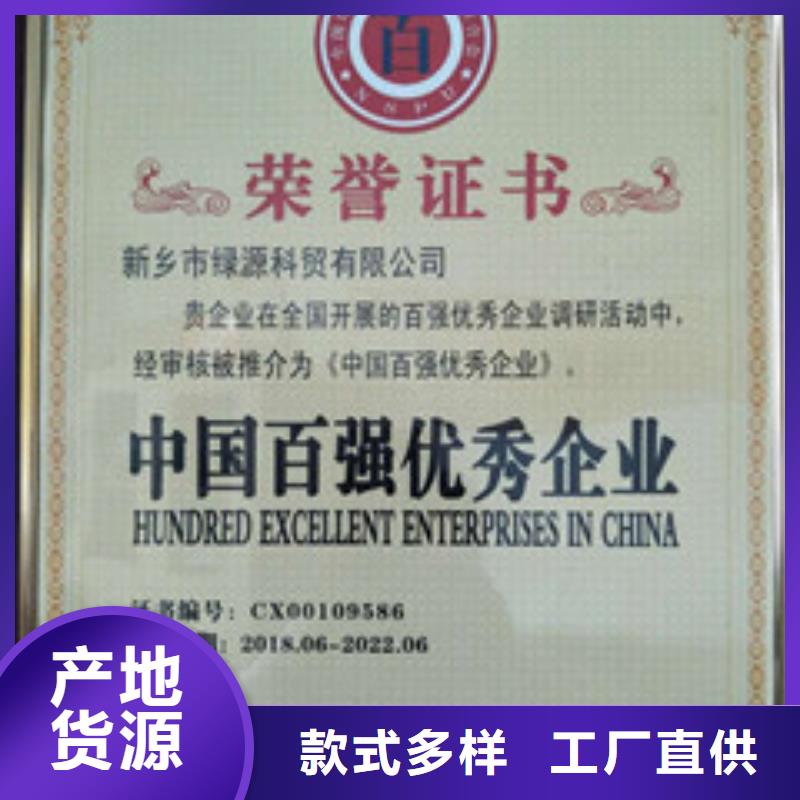 百
NSPU
荣誉证书
新乡市绿源科贸有限公司
贵企业在全国开展的百强优秀企业调研活动中,
经审核被推介为《中国百强优秀企业》。
中国百强优秀企业
HUNDRED EXCELLENT ENTERPRISES IN CHINA
证书编号:CX00109586
期:2018.06-2022.06
产地
货源
款式多样 工厂直供